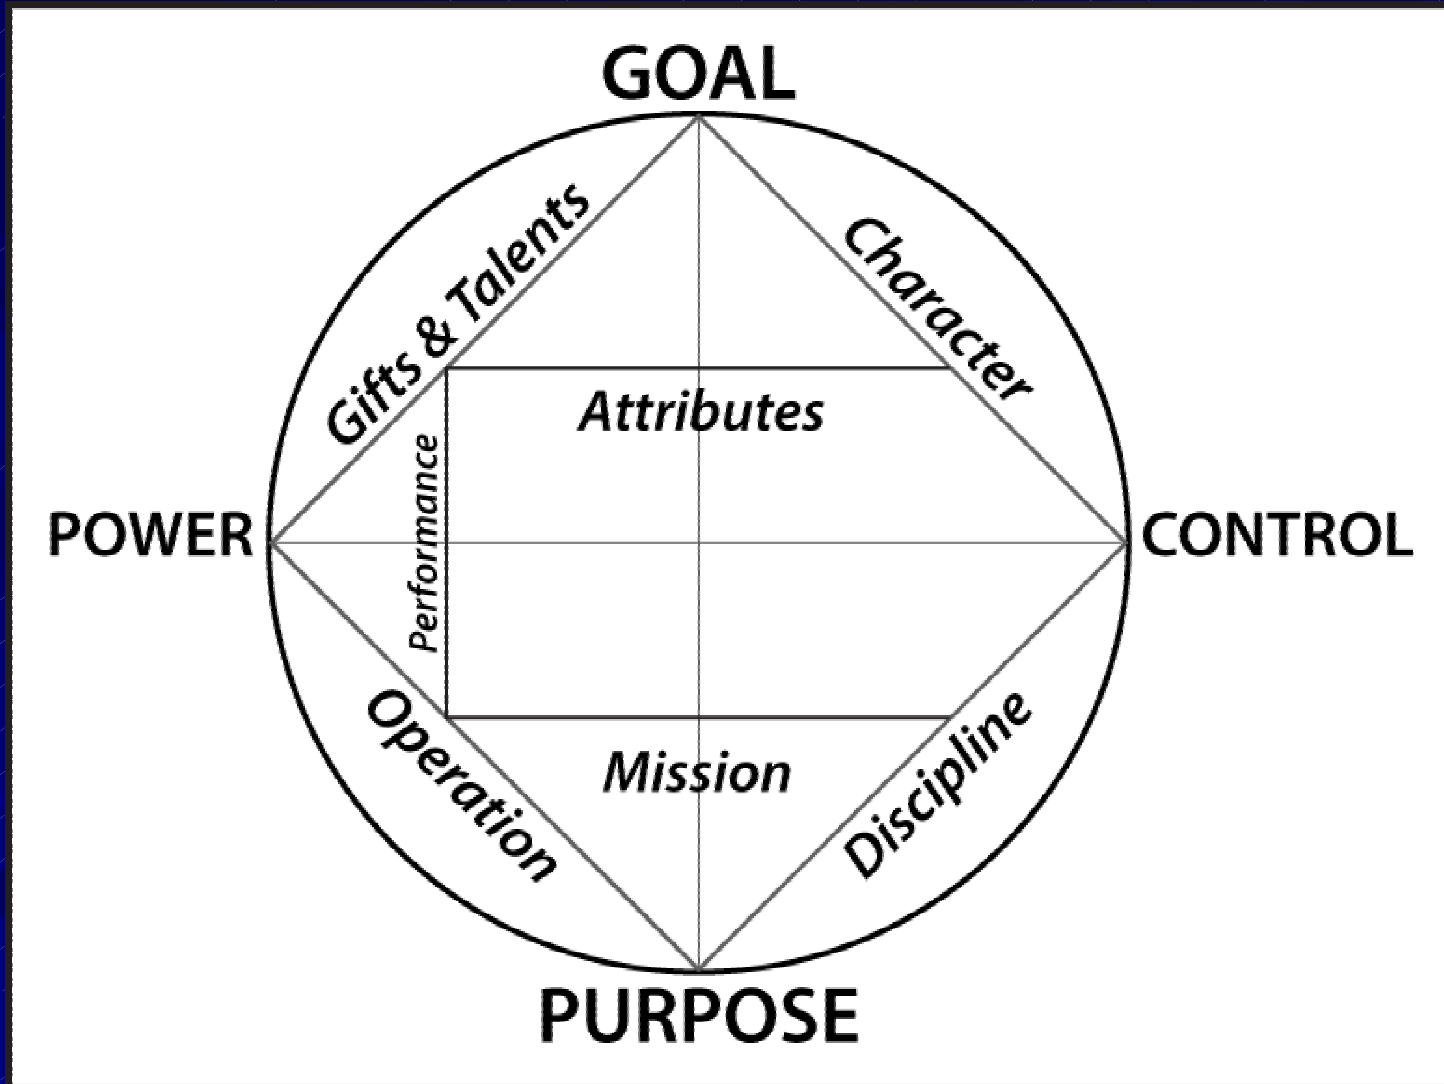 GOAL
Gifts & Talents
Character
Attributes
Performance
POWER
CONTROL
Operation
Mission
Discipline
PURPOSE